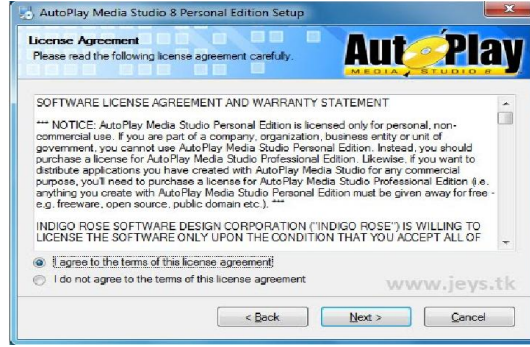 AutoPlay Media Studio 8 Personal Edition Setup
License Agreement
Please read the following license agreement carefully.
AutoPlay
MEDIA STUDIO 8
SOFTWARE LICENSE AGREEMENT AND WARRANTY STATEMENT
*** NOTICE: AutoPlay Media Studio Personal Edition is licensed only for personal, non-
commercial use. If you are part of a company, organization, business entity or unit of
government, you cannot use AutoPlay Media Studio Personal Edition. Instead, you should
purchase a license for AutoPlay Media Studio Professional Edition. Likewise, if you want to
distribute applications you have created with AutoPlay Media Studio for any commercial
purpose, you'll need to purchase a license for AutoPlay Media Studio Professional Edition (i.e.
anything you create with AutoPlay Media Studio Personal Edition must be given away for free -
e.g. freeware, open source, public domain etc.). ***
INDIGO ROSE SOFTWARE DESIGN CORPORATION ("INDIGO ROSE") IS WILLING TO
LICENSE THE SOFTWARE ONLY UPON THE CONDITION THAT YOU ACCEPT ALL OF
I agree to the terms of this license agreement
I do not agree to the terms of this license agreement
www.jeys.tk
< Back
Next >
Cancel